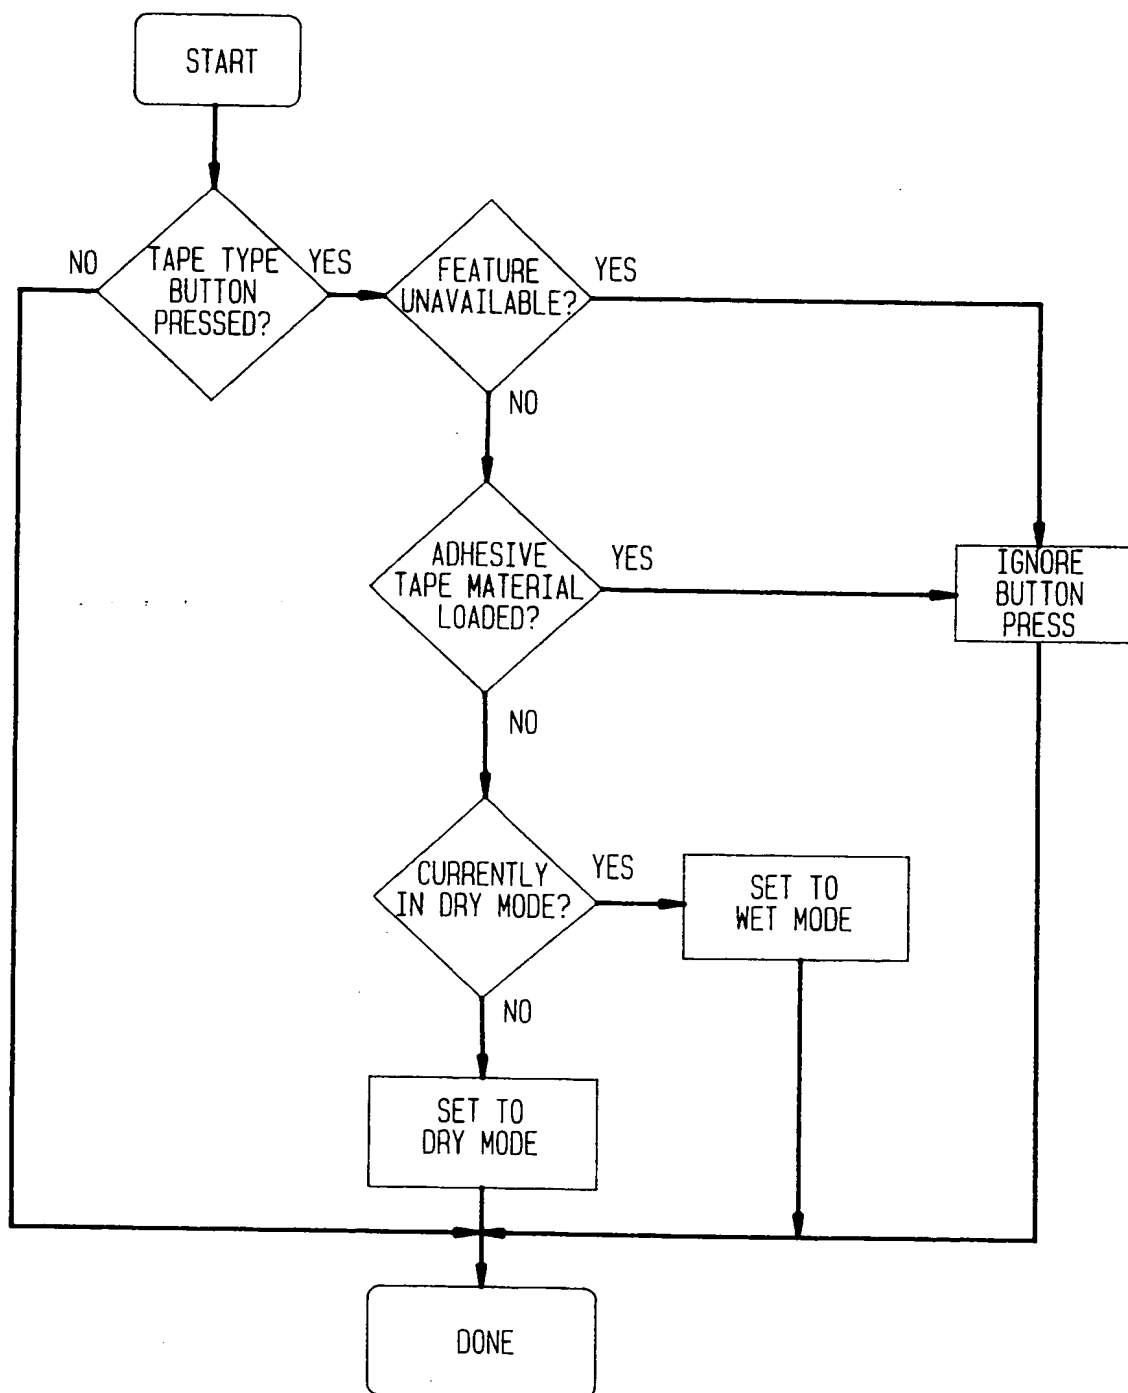 START
NO
TAPE TYPE
BUTTON
PRESSED?
YES
FEATURE
UNAVAILABLE?
YES
NO
ADHESIVE
TAPE MATERIAL
LOADED?
YES
IGNORE
BUTTON
PRESS
NO
CURRENTLY
IN DRY MODE?
YES
SET TO
WET MODE
NO
SET TO
DRY MODE
DONE